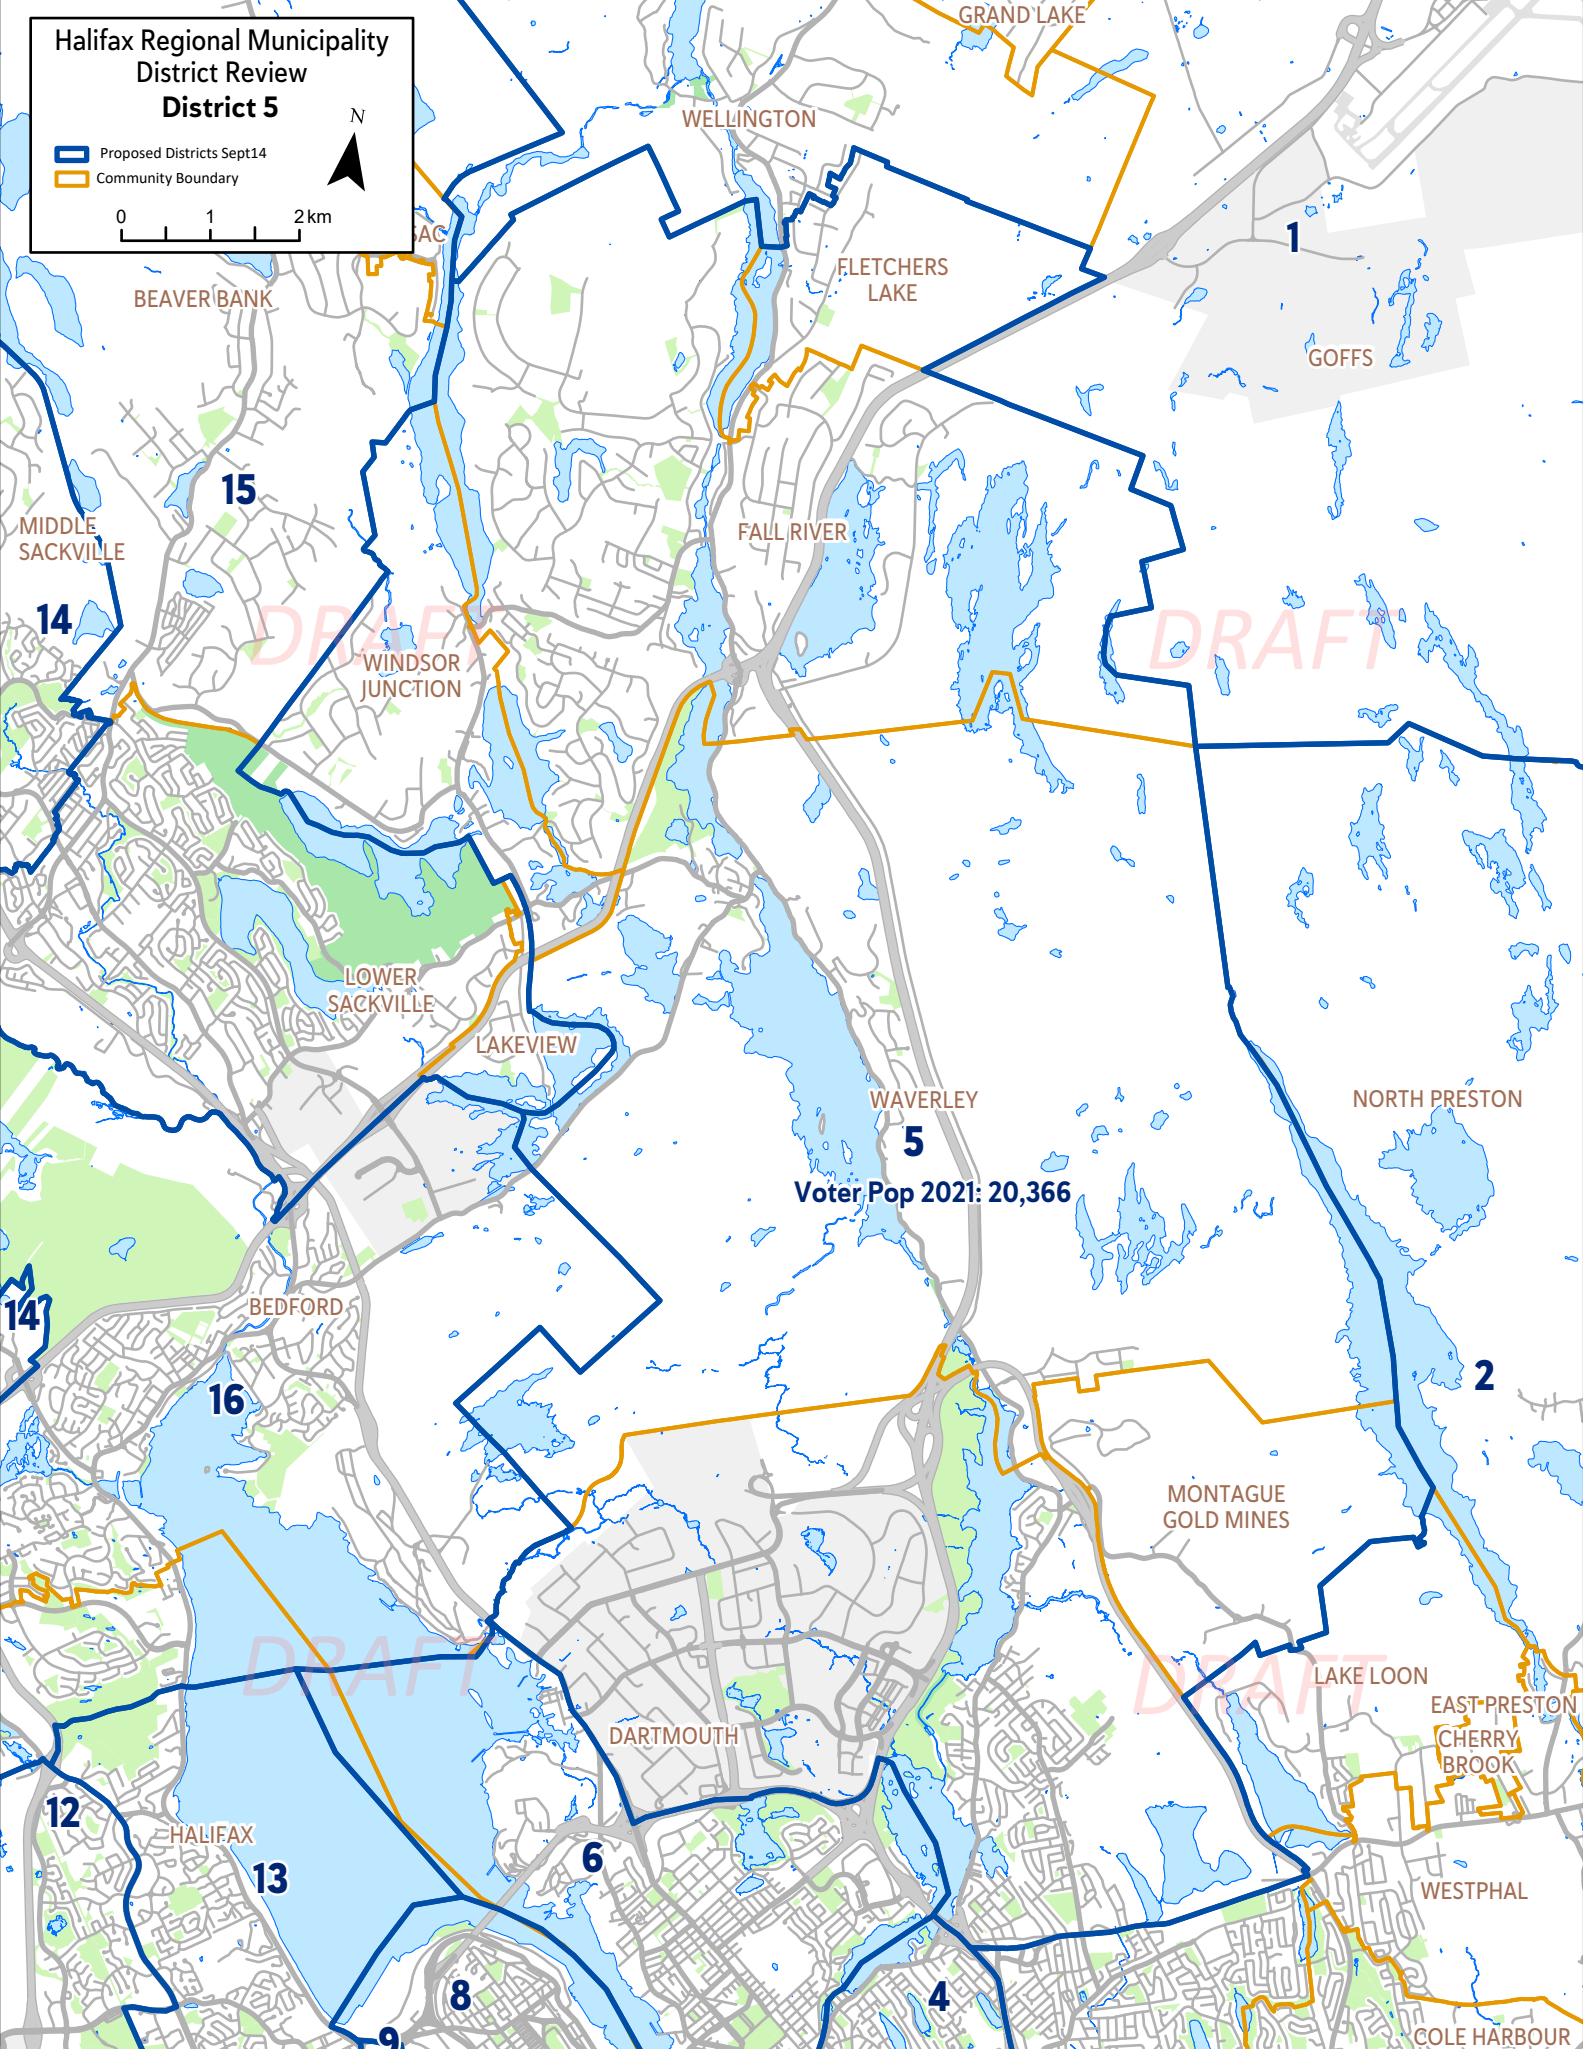 Halifax Regional Municipality
District Review
District 5
N
Proposed Districts Sept14
Community Boundary
0 1 2 km
GRAND LAKE
WELLINGTON
SAC
1
FLETCHERS
LAKE
BEAVER BANK
GOFFS
15
MIDDLE
SACKVILLE
FALL RIVER
14
DRAFT
DRAFT
WINDSOR
JUNCTION
LOWER
SACKVILLE
LAKEVIEW
WAVERLEY
NORTH PRESTON
5
Voter Pop 2021: 20,366
14
BEDFORD
2
16
MONTAGUE
GOLD MINES
DRAFT
DRAFT
LAKE LOON
EAST PRESTON
DARTMOUTH
CHERRY
BROOK
12
HALIFAX
6
13
WESTPHAL
8
4
9
COLE HARBOUR